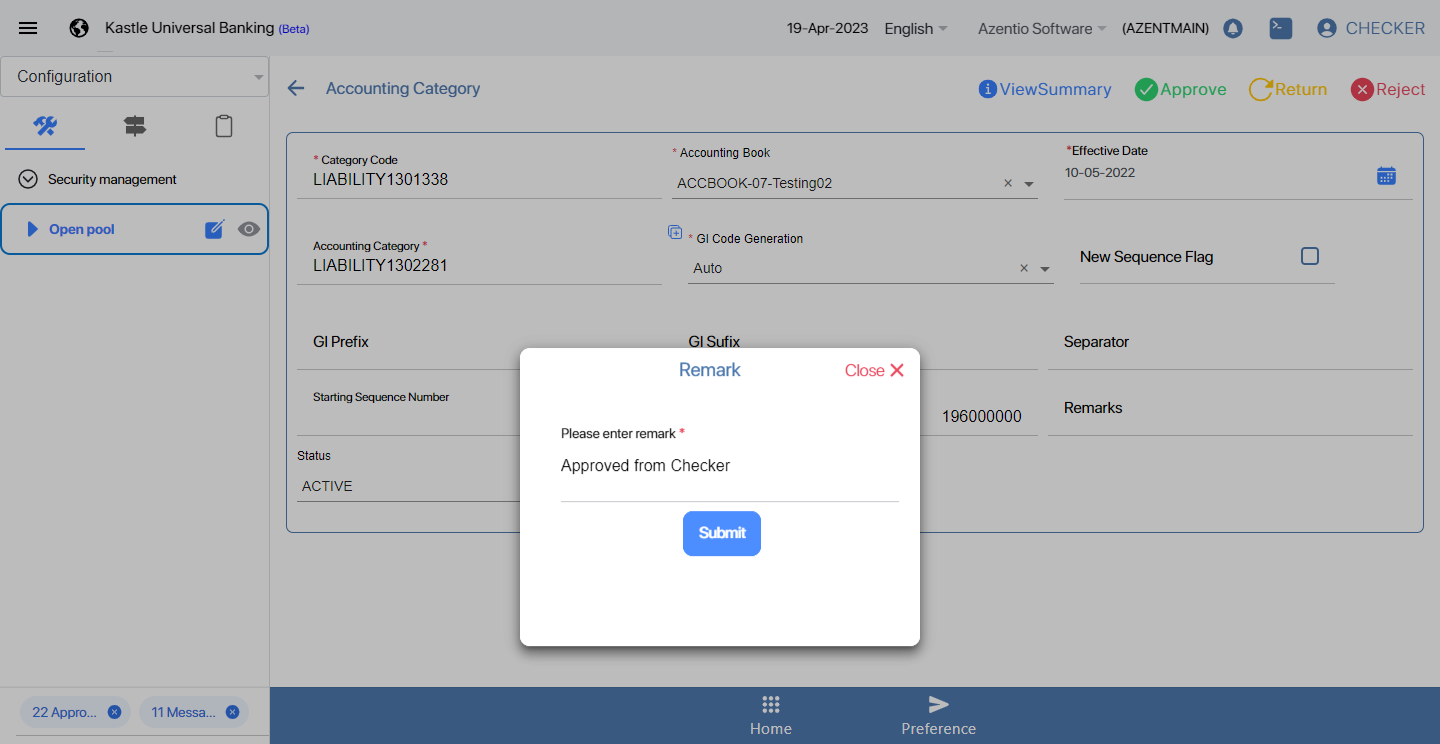 Kastle Universal Banking (Beta)
19-Apr-2023
English
Azentio Software
(AZENTMAIN)
CHECKER
Configuration
Accounting Category
ViewSummary
Approve
Return
Reject
Security management
Open pool
* Category Code
LIABILITY1301338
* Accounting Book
ACCBOOK-07-Testing02
*Effective Date
10-05-2022
Accounting Category *
LIABILITY1302281
* GI Code Generation
Auto
New Sequence Flag
GI Prefix
GI Sufix
Separator
Starting Sequence Number
196000000
Remarks
Status
ACTIVE
Remark
Close
Please enter remark *
Approved from Checker
Submit
22 Appro...
11 Messa...
Home
Preference